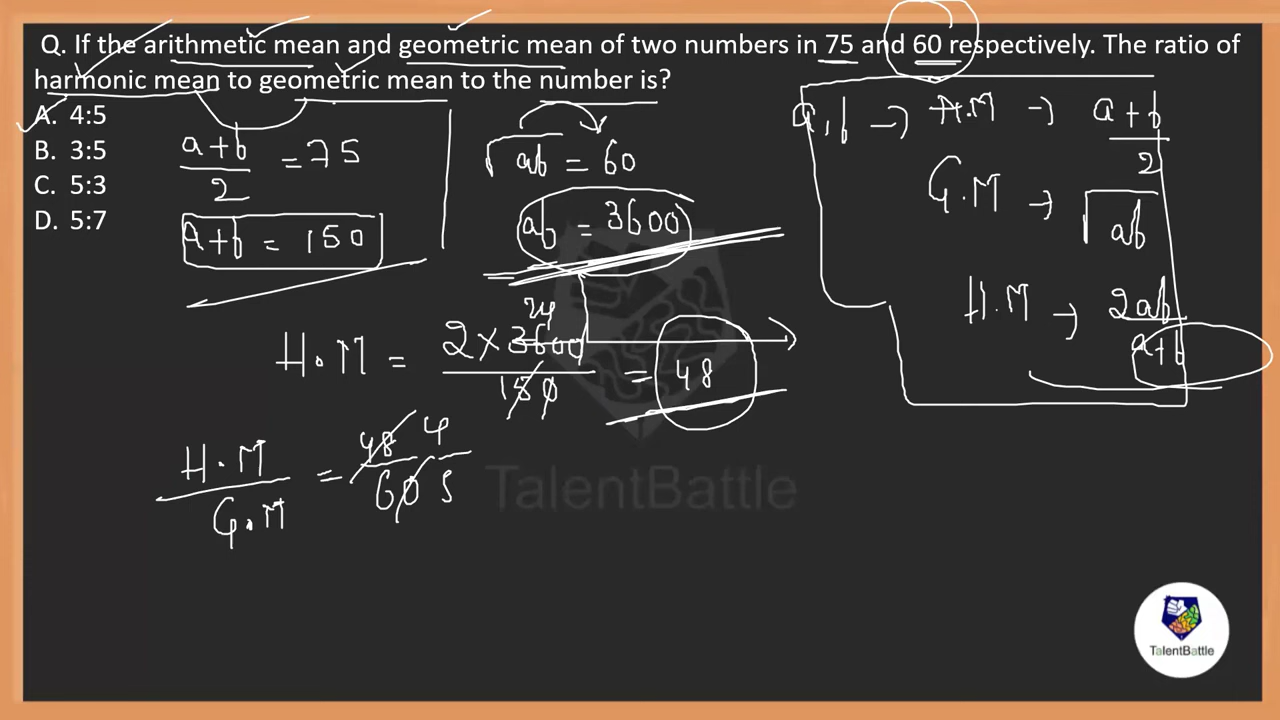 Q. If the arithmetic mean and geometric mean of two numbers in 75 and 60 respectively. The ratio of
harmonic mean to geometric mean to the number is?
A. 4:5
B. 3:5
C. 5:3
D. 5:7
a+b/2 = 75
a+b = 150
√ab = 60
ab = 3600
a,b → A.M → a+b/2
G.M → √ab
H.M → 2ab/a+b
H.M = 2 × 3600/150 = 48
24
H.M/G.M = 48/60 4/5
TalentBattle
TalentBattle